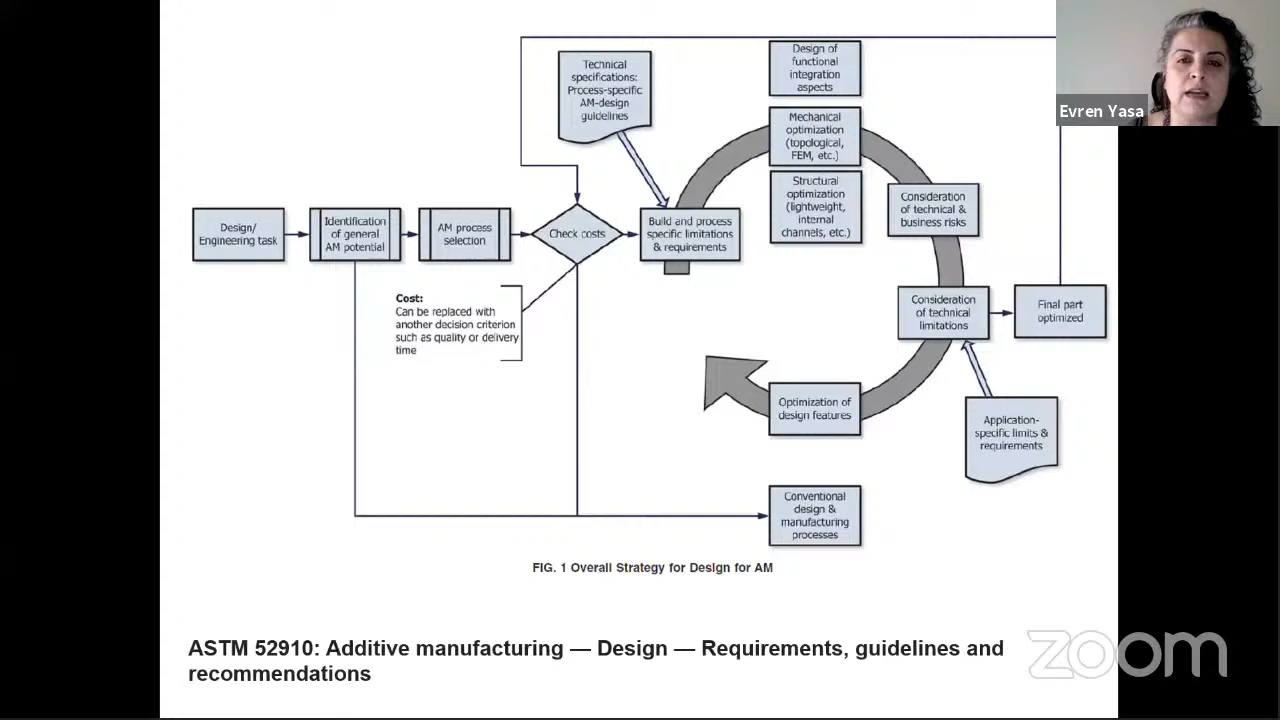 Design of
functional
integration
aspects
Technical
specifications:
Process-specific
AM-design
guidelines
Evren Yasa
Mechanical
optimization
(topological,
FEM, etc.)
Structural
optimization
(lightweight,
internal
channels, etc.)
Consideration
of technical &
business risks
Design/
Engineering task
Identification
of general
AM potential
AM process
selection
Check costs
Build and process
specific limitations
& requirements
Cost:
Can be replaced with
another decision criterion
such as quality or delivery
time
Consideration
of technical
limitations
Final part
optimized
Optimization of
design features
Application-
specific limits &
requirements
Conventional
design &
manufacturing
processes
FIG. 1 Overall Strategy for Design for AM
ASTM 52910: Additive manufacturing — Design — Requirements, guidelines and
recommendations
zoom